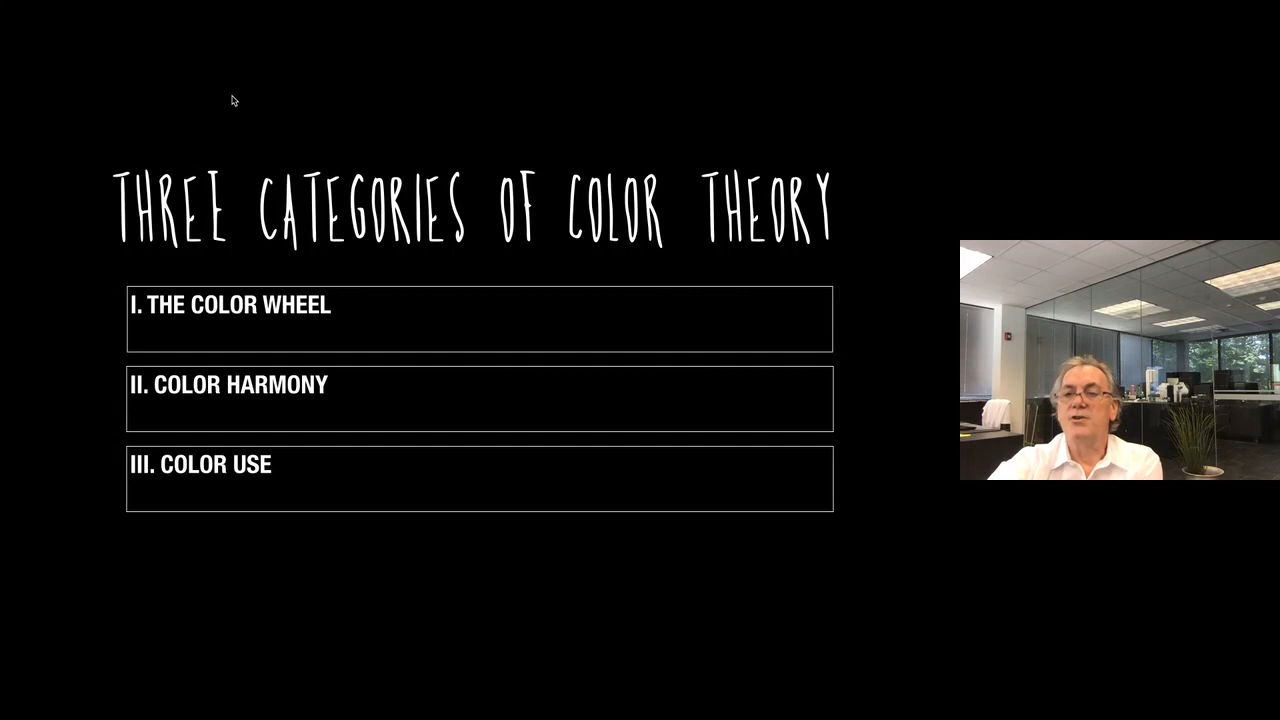 THREE CATEGORIES OF COLOR THEORY
I. THE COLOR WHEEL
II. COLOR HARMONY
III. COLOR USE